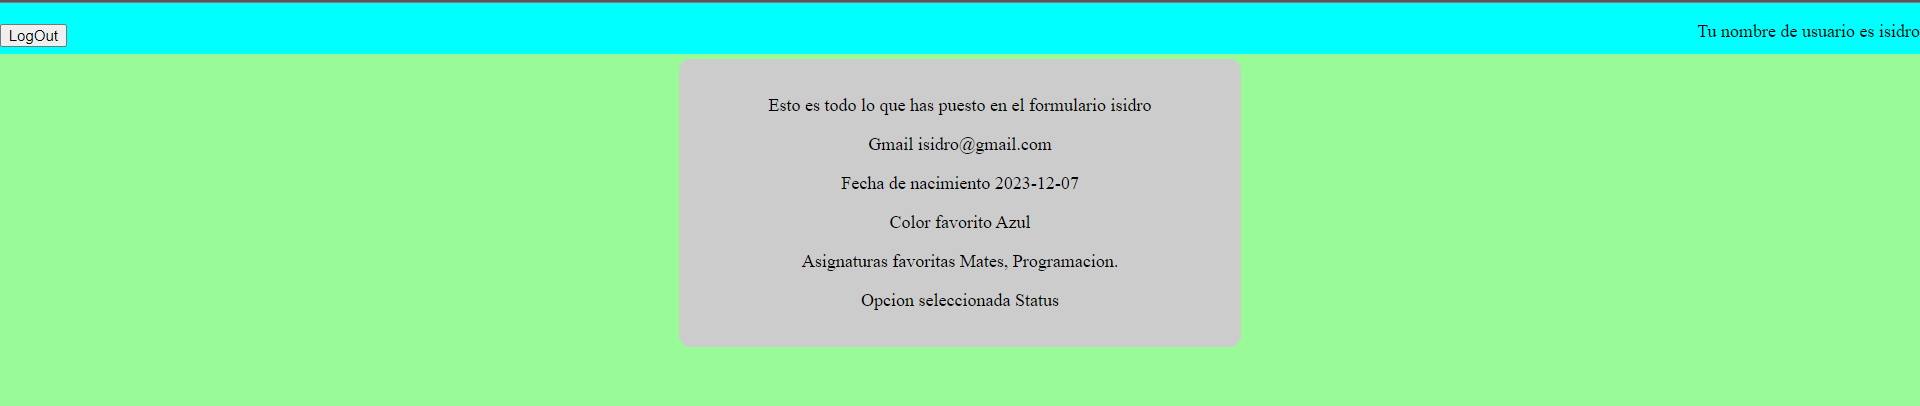 LogOut
Tu nombre de usuario es isidro
Esto es todo lo que has puesto en el formulario isidro
Gmail isidro@gmail.com
Fecha de nacimiento 2023-12-07
Color favorito Azul
Asignaturas favoritas Mates, Programacion.
Opcion seleccionada Status